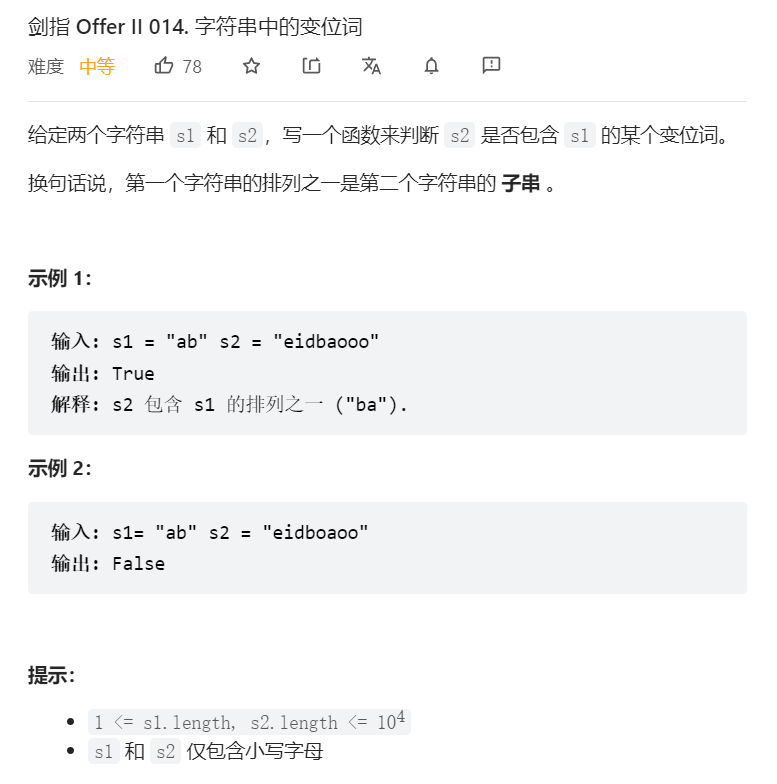 剑指 Offer II 014. 字符串中的变位词
难度 中等 78
给定两个字符串 s1 和 s2，写一个函数来判断 s2 是否包含 s1 的某个变位词。
换句话说，第一个字符串的排列之一是第二个字符串的 子串 。
示例 1：
输入: s1 = "ab" s2 = "eidbaooo"
输出: True
解释: s2 包含 s1 的排列之一 ("ba").
示例 2：
输入: s1= "ab" s2 = "eidboaoo"
输出: False
提示：
1 <= s1.length, s2.length <= 10⁴
s1 和 s2 仅包含小写字母